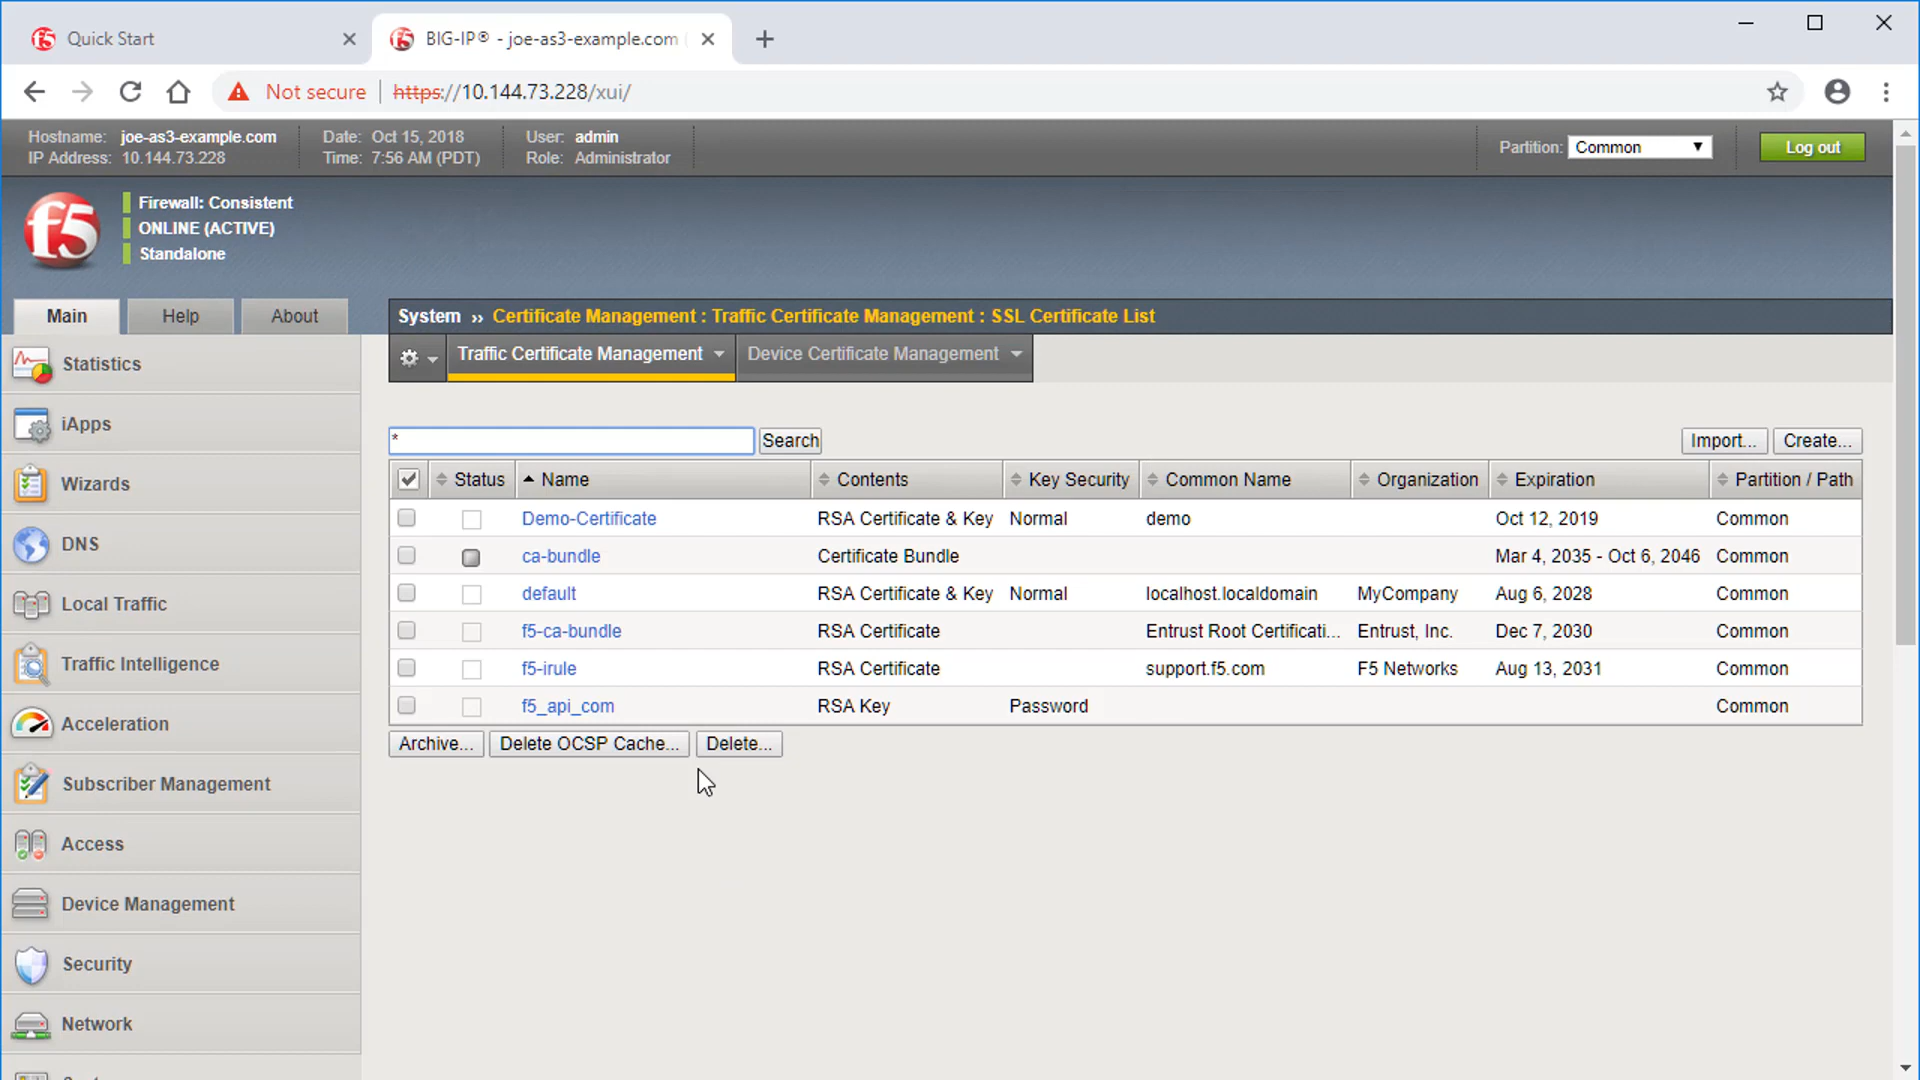 Quick Start
BIG-IP® - joe-as3-example.com (
Not secure | https://10.144.73.228/xui/
Hostname: joe-as3-example.com Date: Oct 15, 2018 User: admin
IP Address: 10.144.73.228 Time: 7:56 AM (PDT) Role: Administrator
Partition: Common Log out
f5
Firewall: Consistent
ONLINE (ACTIVE)
Standalone
Main Help About
System ›› Certificate Management : Traffic Certificate Management : SSL Certificate List
Traffic Certificate Management Device Certificate Management
Statistics
iApps
Wizards
DNS
Local Traffic
Traffic Intelligence
Acceleration
Subscriber Management
Access
Device Management
Security
Network
* Search Import... Create...
Status Name Contents Key Security Common Name Organization Expiration Partition / Path
Demo-Certificate RSA Certificate & Key Normal demo Oct 12, 2019 Common
ca-bundle Certificate Bundle Mar 4, 2035 - Oct 6, 2046 Common
default RSA Certificate & Key Normal localhost.localdomain MyCompany Aug 6, 2028 Common
f5-ca-bundle RSA Certificate Entrust Root Certificati... Entrust, Inc. Dec 7, 2030 Common
f5-irule RSA Certificate support.f5.com F5 Networks Aug 13, 2031 Common
f5_api_com RSA Key Password Common
Archive... Delete OCSP Cache... Delete...